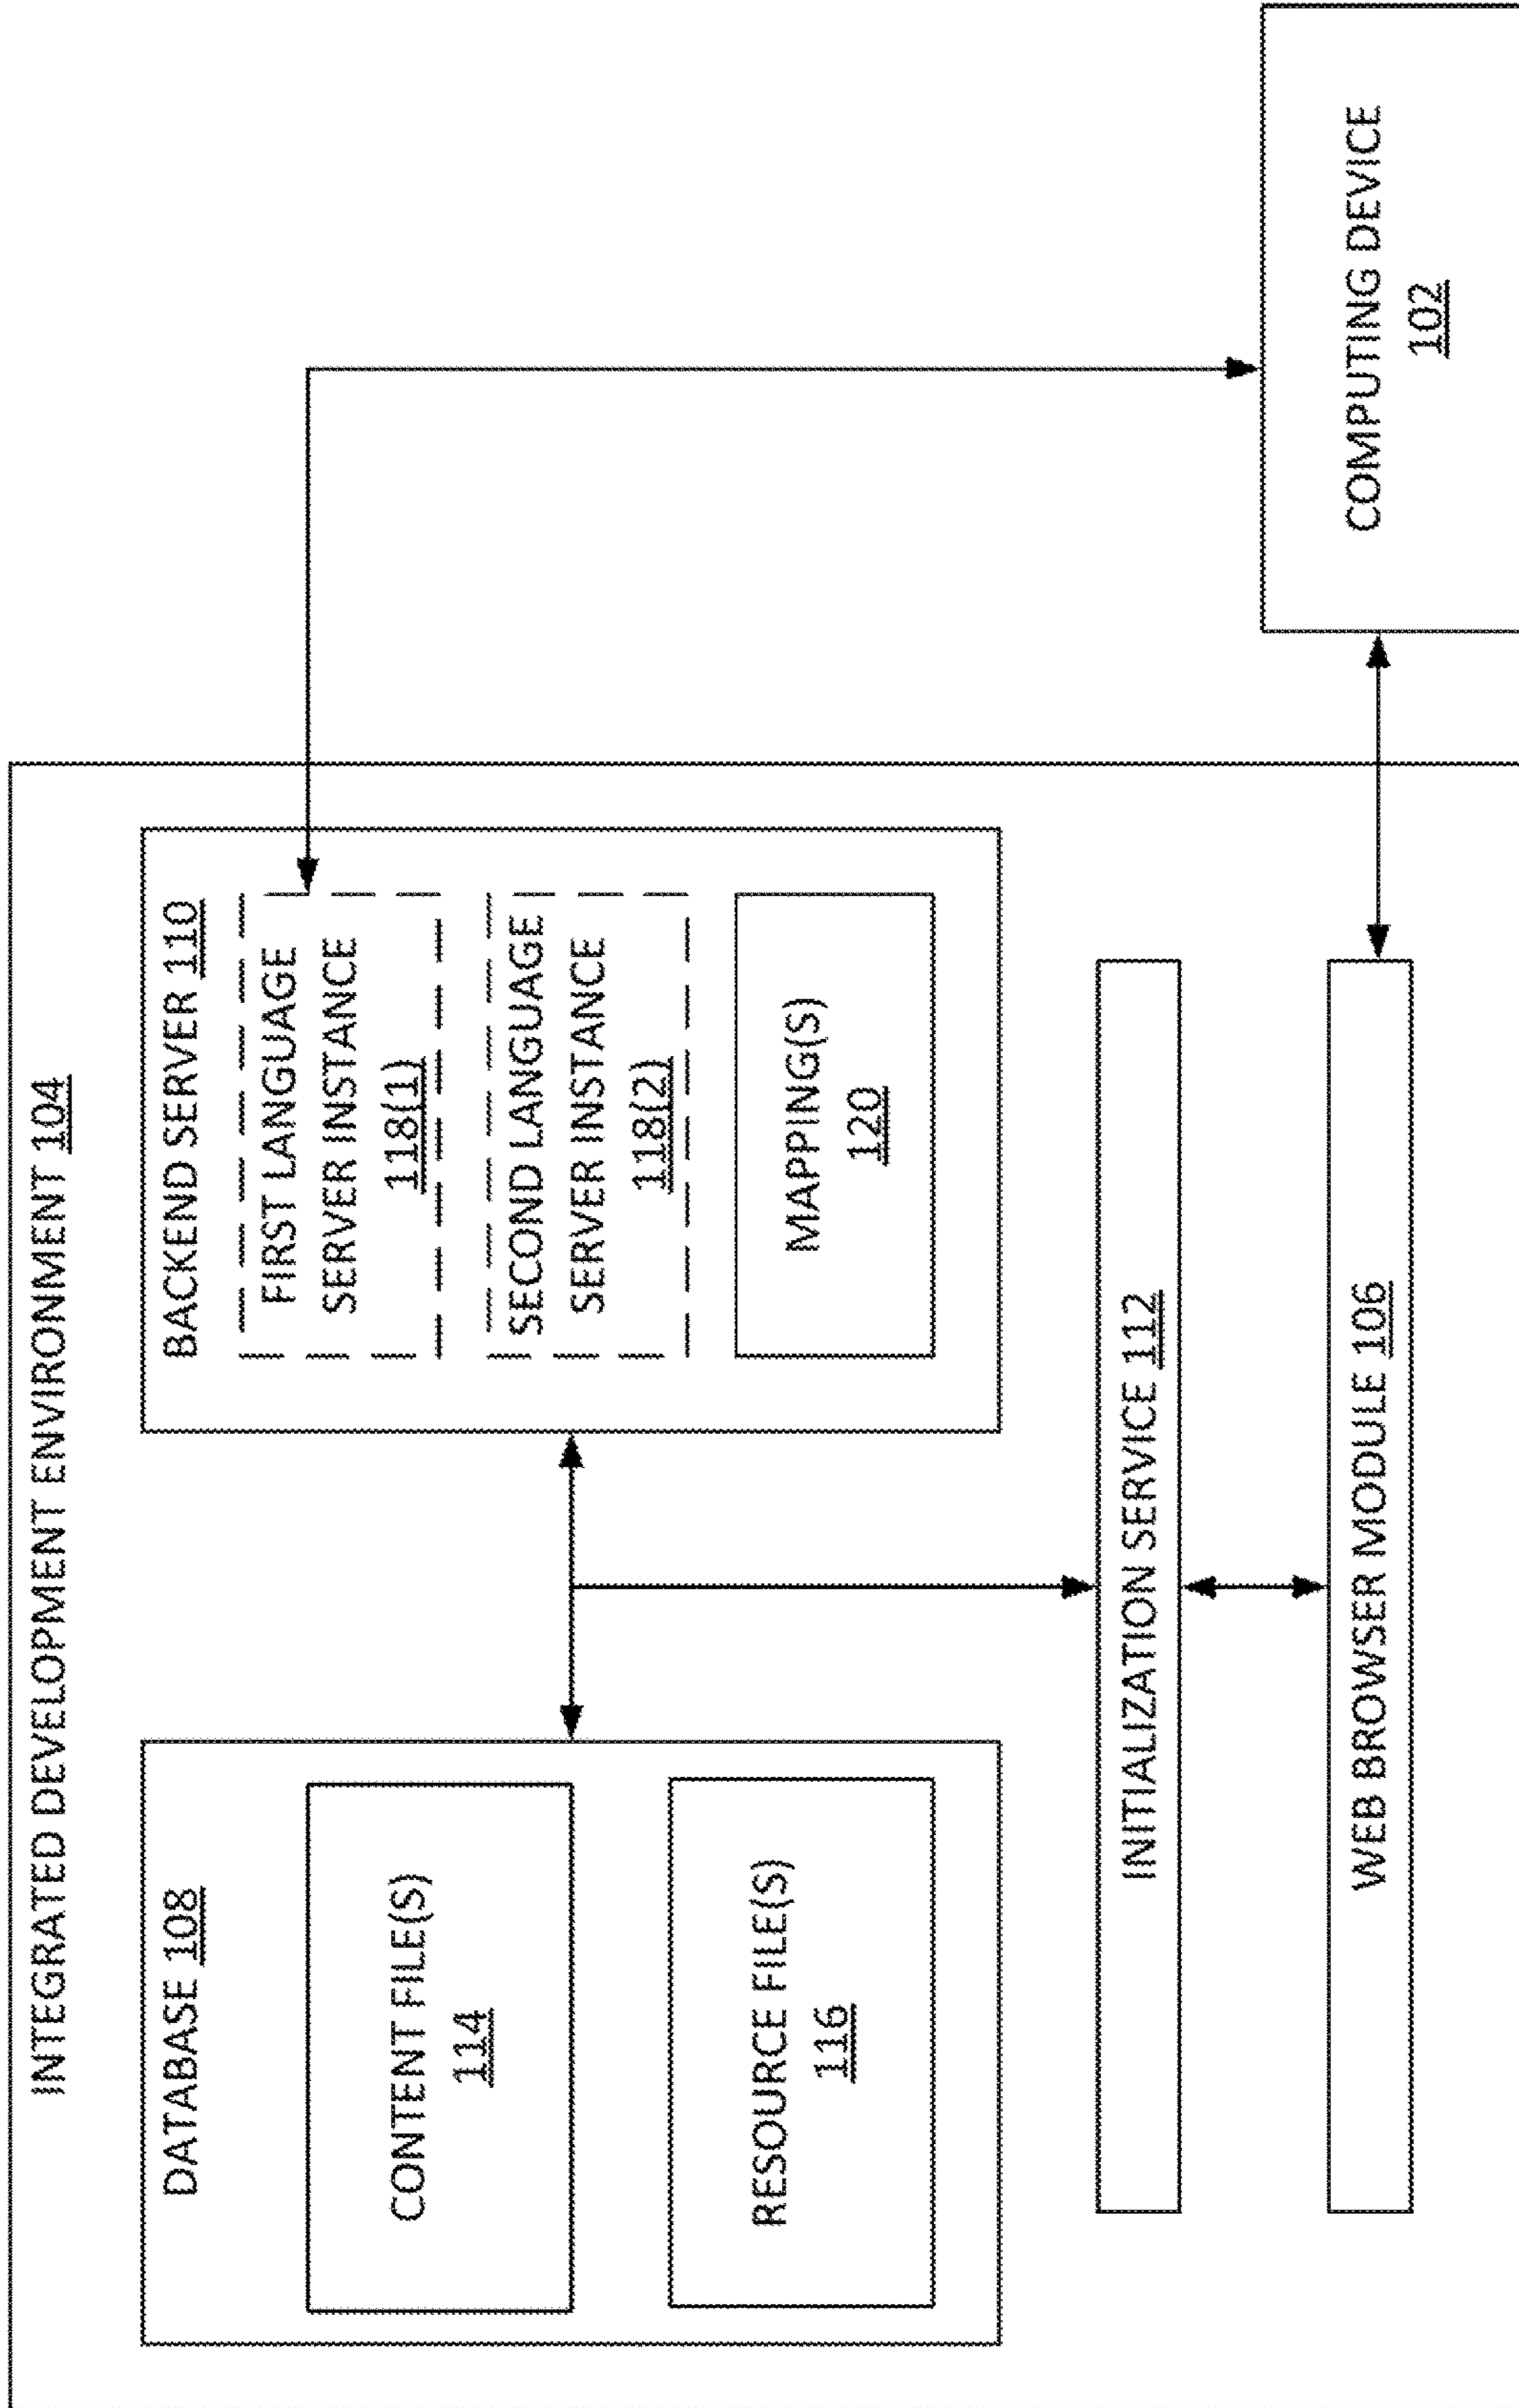 INTEGRATED DEVELOPMENT ENVIRONMENT 104
DATABASE 108
CONTENT FILE(S)
114
RESOURCE FILE(S)
116
BACKEND SERVER 110
FIRST LANGUAGE
SERVER INSTANCE
118(1)
SECOND LANGUAGE
SERVER INSTANCE
118(2)
MAPPING(S)
120
INITIALIZATION SERVICE 112
WEB BROWSER MODULE 106
COMPUTING DEVICE
102